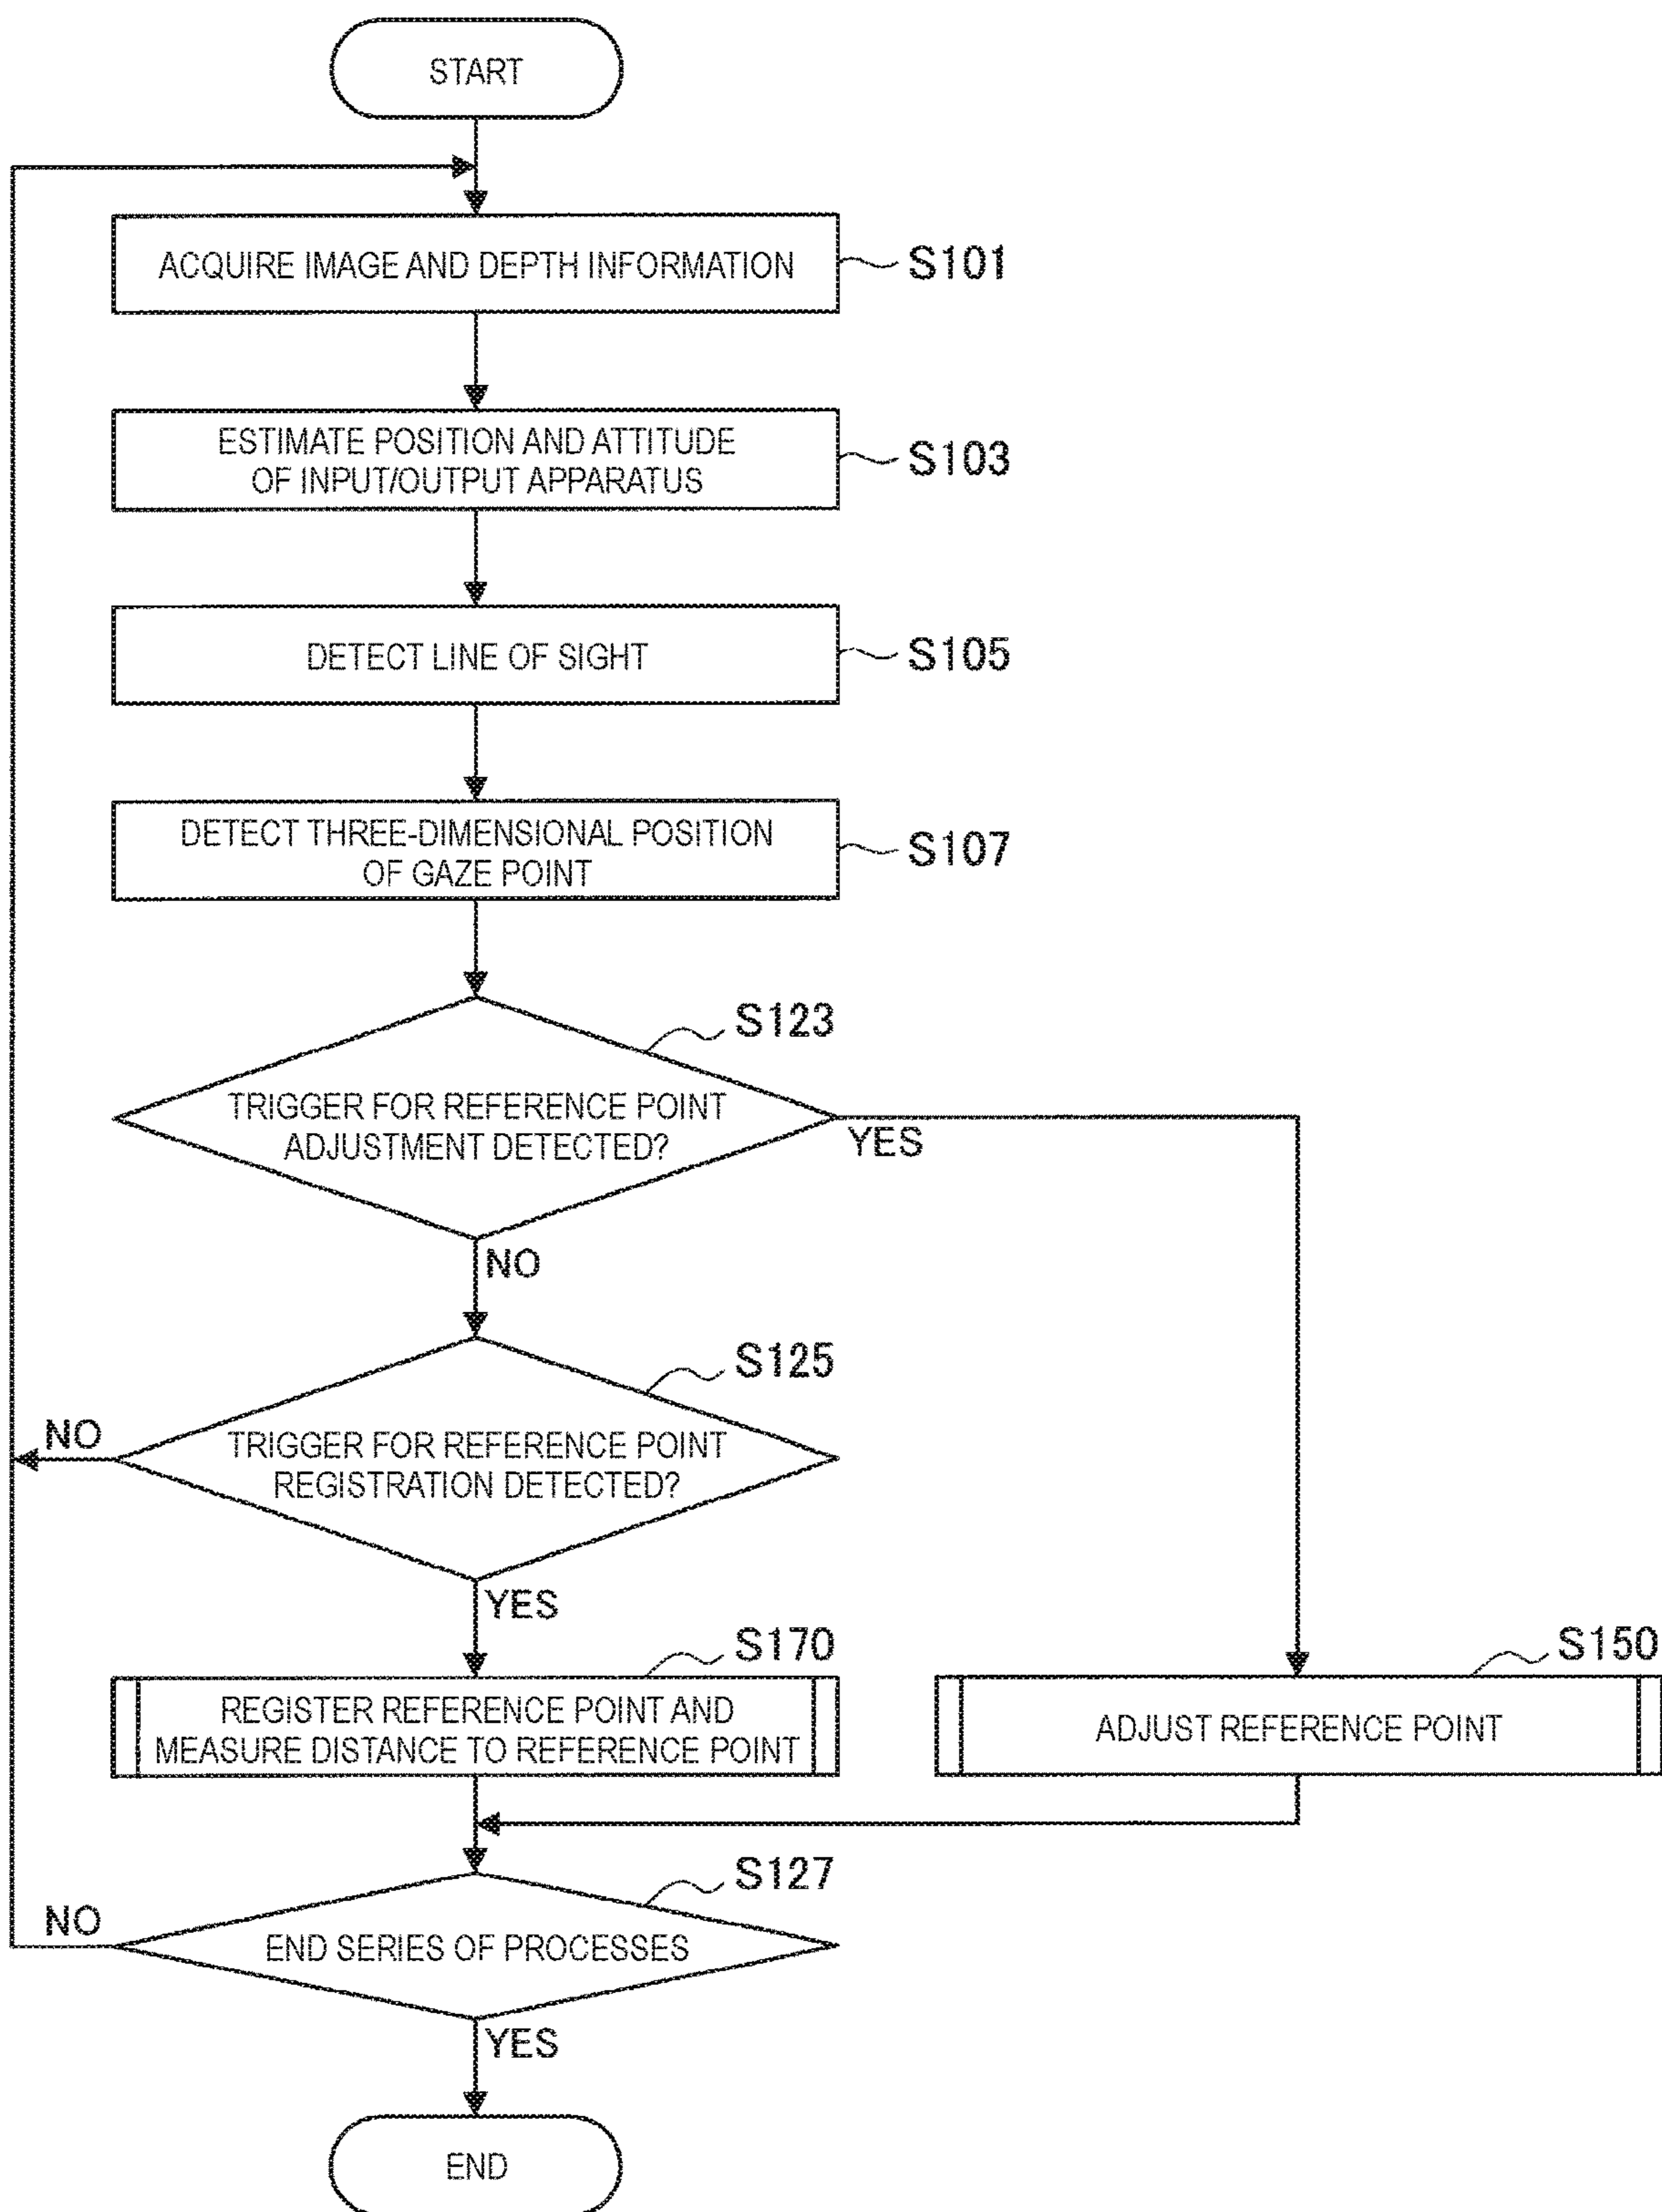 START
ACQUIRE IMAGE AND DEPTH INFORMATION
S101
ESTIMATE POSITION AND ATTITUDE
OF INPUT/OUTPUT APPARATUS
S103
DETECT LINE OF SIGHT
S105
DETECT THREE-DIMENSIONAL POSITION
OF GAZE POINT
S107
S123
TRIGGER FOR REFERENCE POINT
ADJUSTMENT DETECTED?
YES
NO
S125
TRIGGER FOR REFERENCE POINT
REGISTRATION DETECTED?
NO
YES
S170
REGISTER REFERENCE POINT AND
MEASURE DISTANCE TO REFERENCE POINT
S150
ADJUST REFERENCE POINT
S127
END SERIES OF PROCESSES
NO
YES
END